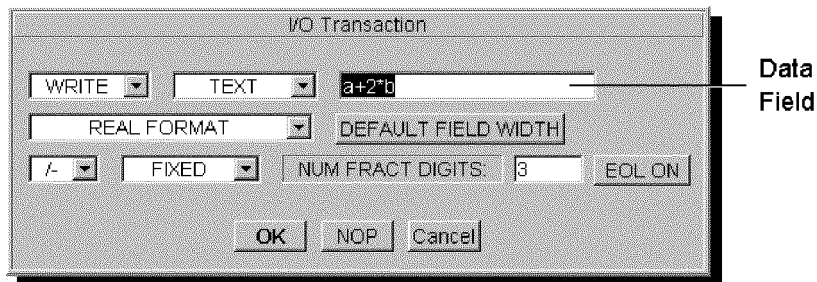 I/O Transaction
WRITE TEXT a+2*b
Data
Field
REAL FORMAT DEFAULT FIELD WIDTH
/- FIXED NUM FRACT DIGITS: 3 EOL ON
OK NOP Cancel